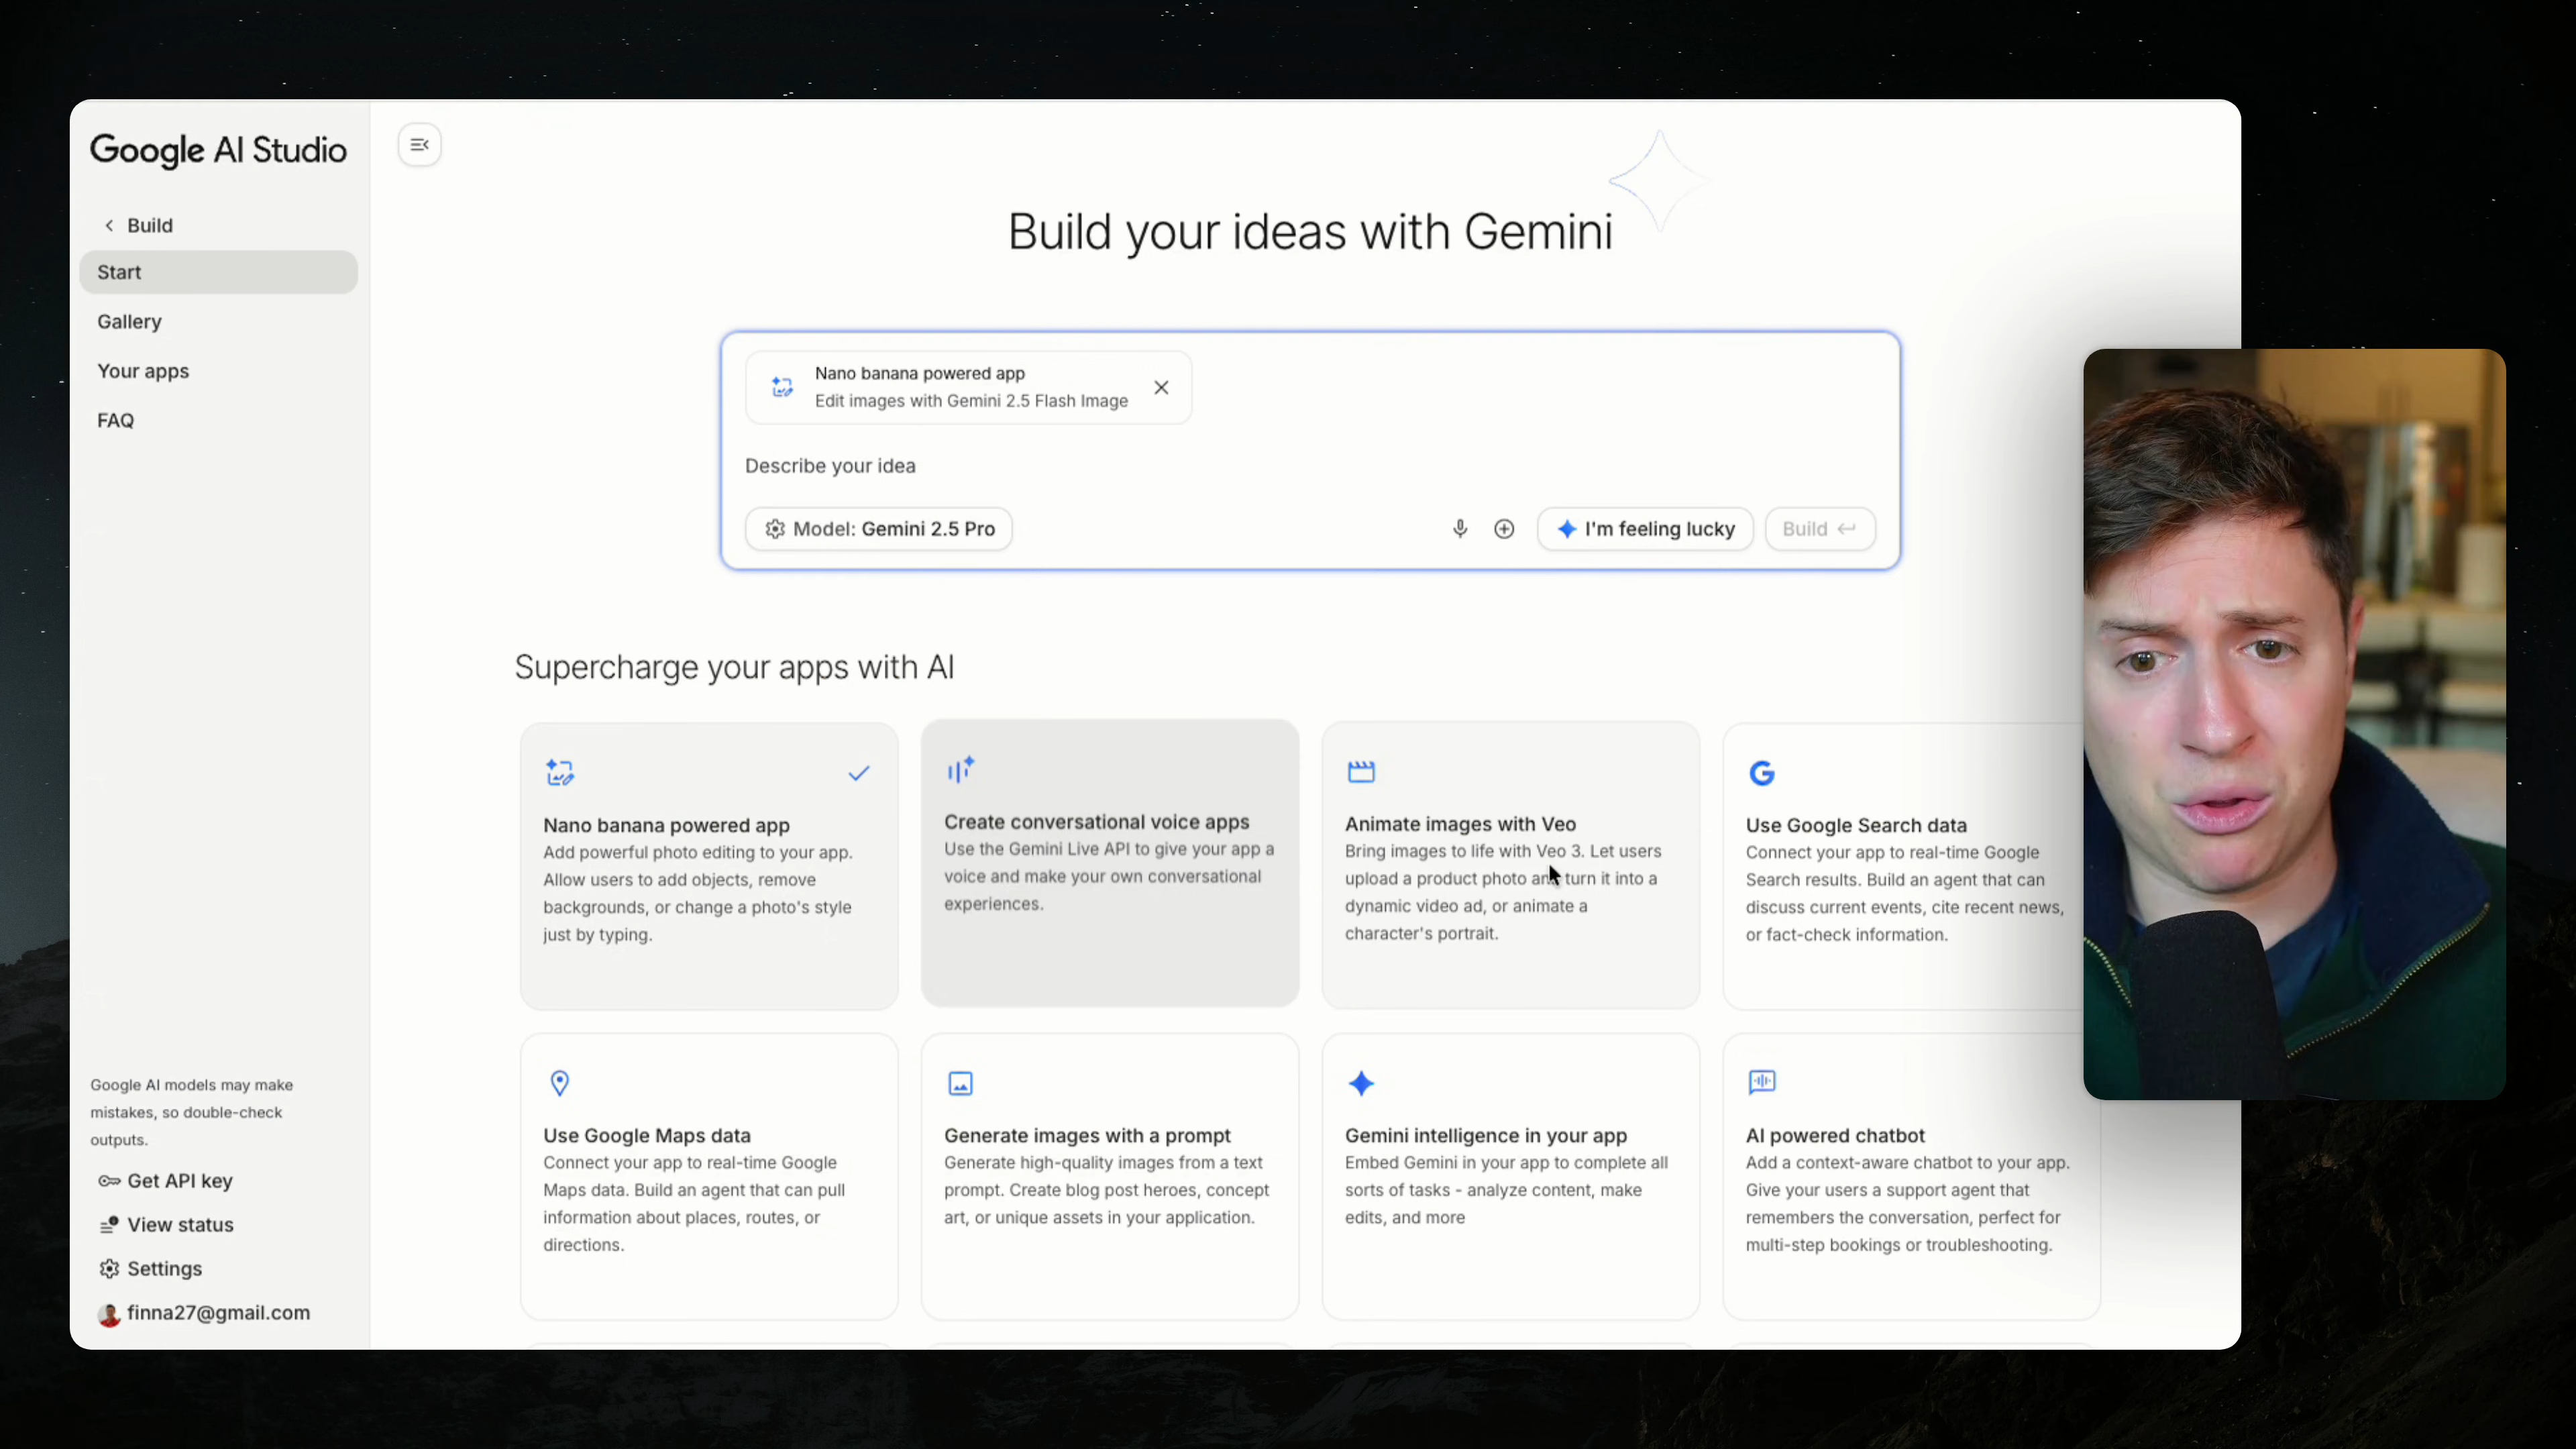 Google AI Studio
Build
Start
Gallery
Your apps
FAQ
Google AI models may make
mistakes, so double-check
outputs.
Get API key
View status
Settings
finna27@gmail.com
Build your ideas with Gemini
Nano banana powered app
Edit images with Gemini 2.5 Flash Image
Describe your idea
Model: Gemini 2.5 Pro
I'm feeling lucky
Build
Supercharge your apps with AI
Nano banana powered app
Add powerful photo editing to your app.
Allow users to add objects, remove
backgrounds, or change a photo's style
just by typing.
Create conversational voice apps
Use the Gemini Live API to give your app a
voice and make your own conversational
experiences.
Animate images with Veo
Bring images to life with Veo 3. Let users
upload a product photo and turn it into a
dynamic video ad, or animate a
character's portrait.
Use Google Search data
Connect your app to real-time Google
Search results. Build an agent that can
discuss current events, cite recent news,
or fact-check information.
Use Google Maps data
Connect your app to real-time Google
Maps data. Build an agent that can pull
information about places, routes, or
directions.
Generate images with a prompt
Generate high-quality images from a text
prompt. Create blog post heroes, concept
art, or unique assets in your application.
Gemini intelligence in your app
Embed Gemini in your app to complete all
sorts of tasks - analyze content, make
edits, and more
AI powered chatbot
Add a context-aware chatbot to your app.
Give your users a support agent that
remembers the conversation, perfect for
multi-step bookings or troubleshooting.